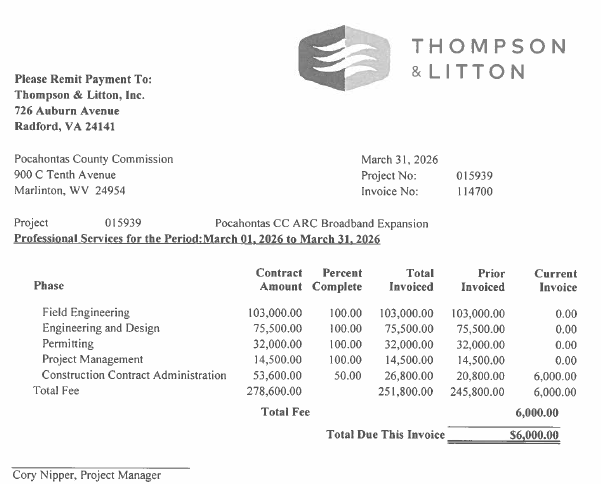 THOMPSON
& LITTON
Please Remit Payment To:
Thompson & Litton, Inc.
726 Auburn Avenue
Radford, VA 24141
Pocahontas County Commission
900 C Tenth Avenue
Marlinton, WV 24954
March 31, 2026
Project No: 015939
Invoice No: 114700
Project 015939 Pocahontas CC ARC Broadband Expansion
Professional Services for the Period:March 01, 2026 to March 31, 2026
Contract Percent Total Prior Current
Phase Amount Complete Invoiced Invoiced Invoice
Field Engineering 103,000.00 100.00 103,000.00 103,000.00 0.00
Engineering and Design 75,500.00 100.00 75,500.00 75,500.00 0.00
Permitting 32,000.00 100.00 32,000.00 32,000.00 0.00
Project Management 14,500.00 100.00 14,500.00 14,500.00 0.00
Construction Contract Administration 53,600.00 50.00 26,800.00 20,800.00 6,000.00
Total Fee 278,600.00 251,800.00 245,800.00 6,000.00
Total Fee 6,000.00
Total Due This Invoice $6,000.00
Cory Nipper, Project Manager